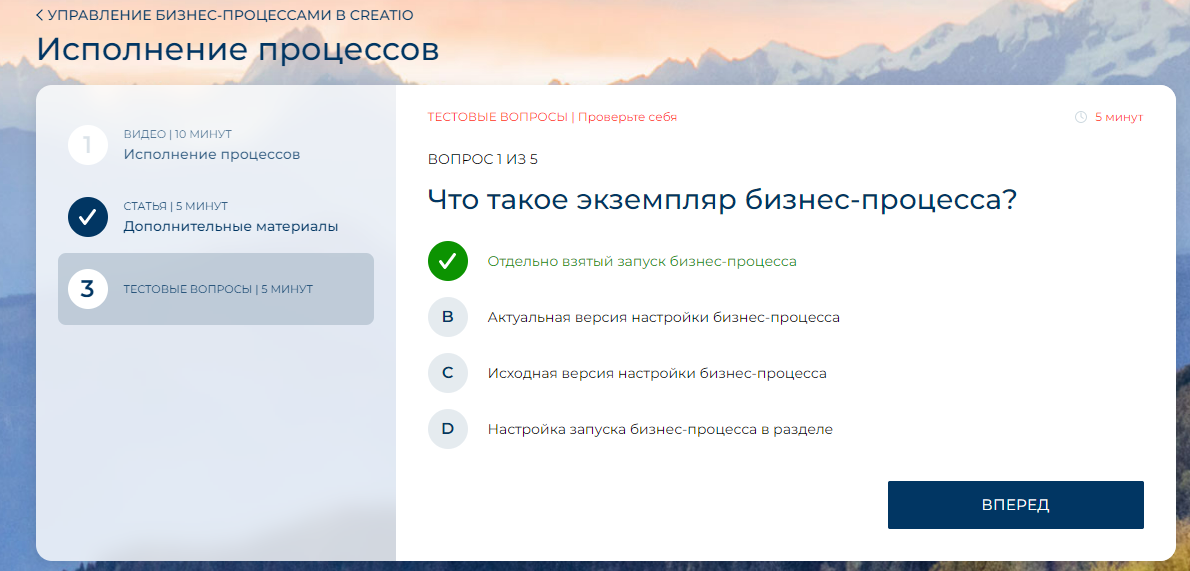 УПРАВЛЕНИЕ БИЗНЕС-ПРОЦЕССАМИ В CREATIO
Исполнение процессов
1
ВИДЕО | 10 МИНУТ
Исполнение процессов
СТАТЬЯ | 5 МИНУТ
Дополнительные материалы
3
ТЕСТОВЫЕ ВОПРОСЫ | 5 МИНУТ
ТЕСТОВЫЕ ВОПРОСЫ | Проверьте себя
5 минут
ВОПРОС 1 ИЗ 5
Что такое экземпляр бизнес-процесса?
Отдельно взятый запуск бизнес-процесса
B Актуальная версия настройки бизнес-процесса
C Исходная версия настройки бизнес-процесса
D Настройка запуска бизнес-процесса в разделе
ВПЕРЕД